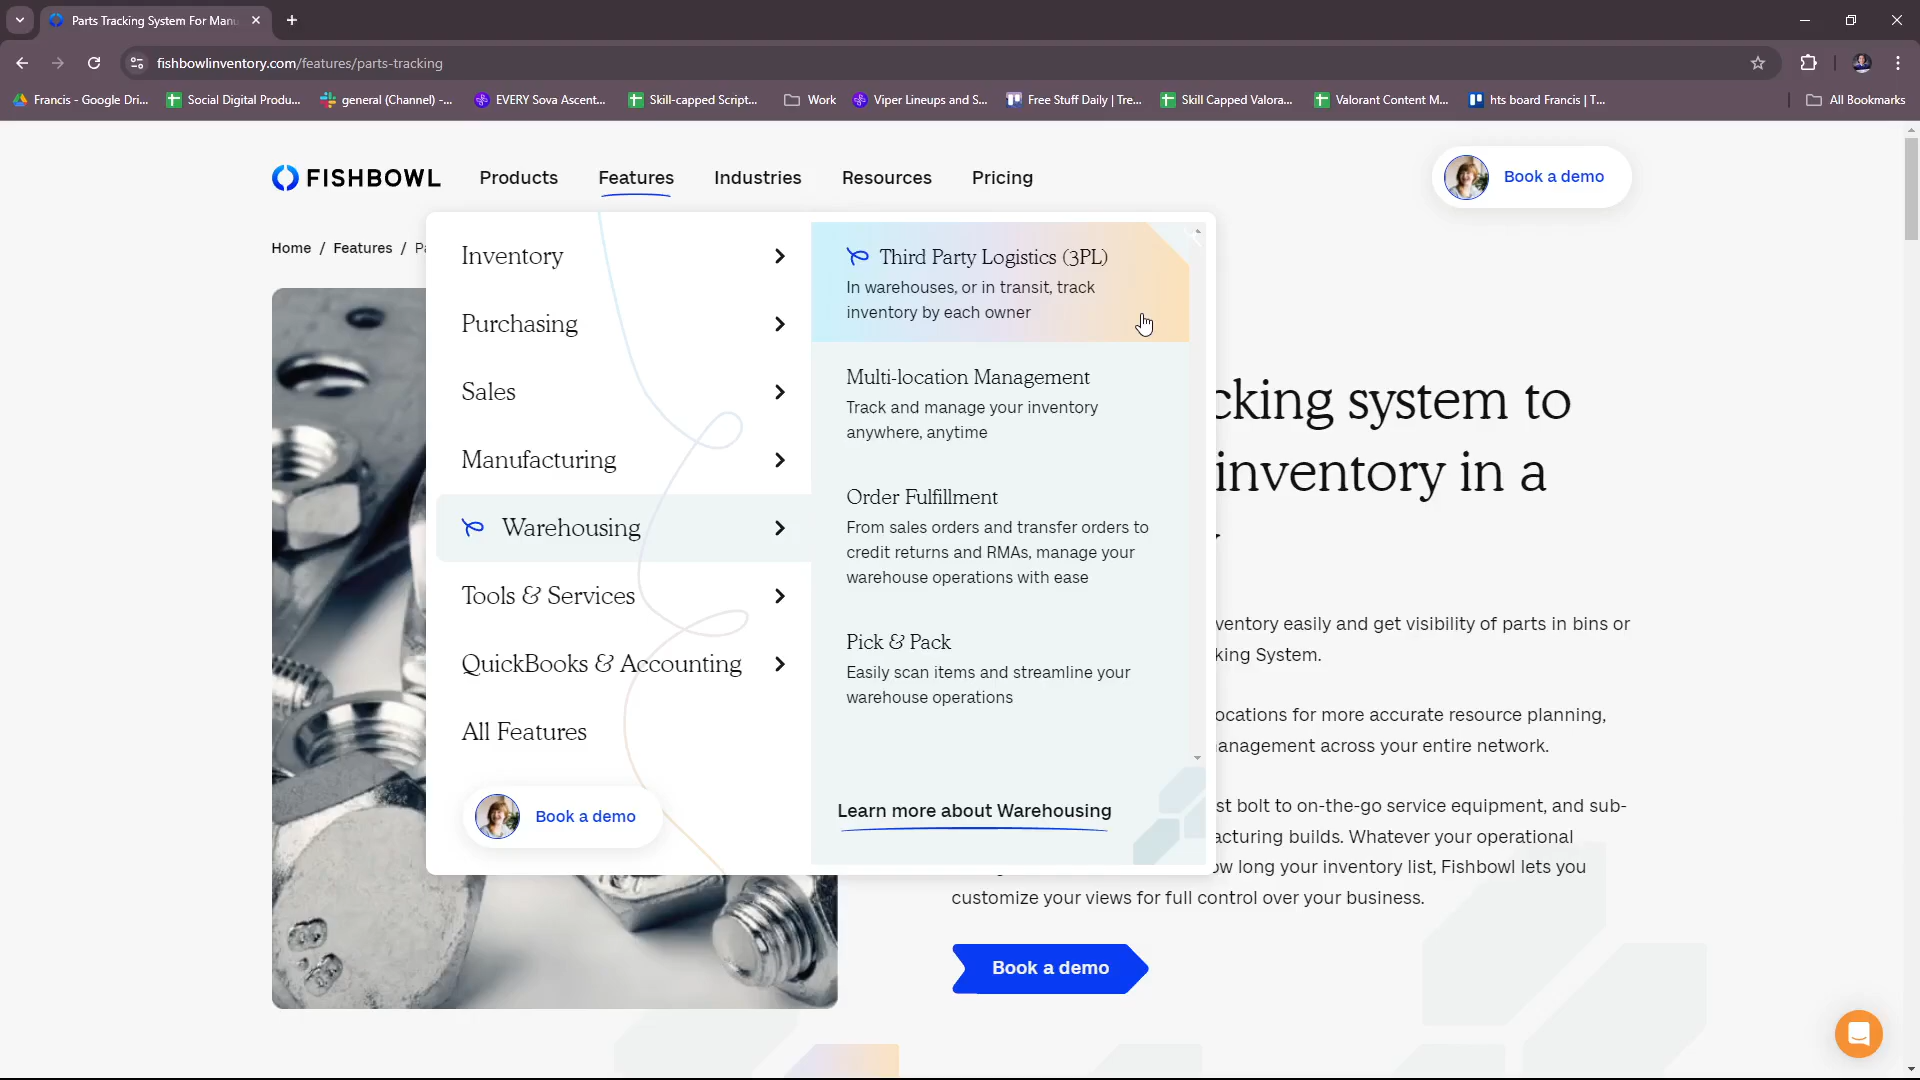 Parts Tracking System For Manu
fishbowlinventory.com/features/parts-tracking
Francis - Google Dri...
Social Digital Produ...
general (Channel) -...
EVERY Sova Ascent...
Skill-capped Script...
Work
Viper Lineups and S...
Free Stuff Daily | Tre...
Skill Capped Valora...
Valorant Content M...
hts board Francis | T...
All Bookmarks
FISHBOWL
Products
Features
Industries
Resources
Pricing
Book a demo
Home / Features / Pa
Inventory
Purchasing
Sales
Manufacturing
Warehousing
Tools & Services
QuickBooks & Accounting
All Features
Book a demo
Third Party Logistics (3PL)
In warehouses, or in transit, track
inventory by each owner
Multi-location Management
Track and manage your inventory
anywhere, anytime
Order Fulfillment
From sales orders and transfer orders to
credit returns and RMAs, manage your
warehouse operations with ease
Pick & Pack
Easily scan items and streamline your
warehouse operations
Learn more about Warehousing
cking system to
inventory in a
ventory easily and get visibility of parts in bins or
king System.
ocations for more accurate resource planning,
anagement across your entire network.
st bolt to on-the-go service equipment, and sub-
acturing builds. Whatever your operational
ow long your inventory list, Fishbowl lets you
customize your views for full control over your business.
Book a demo